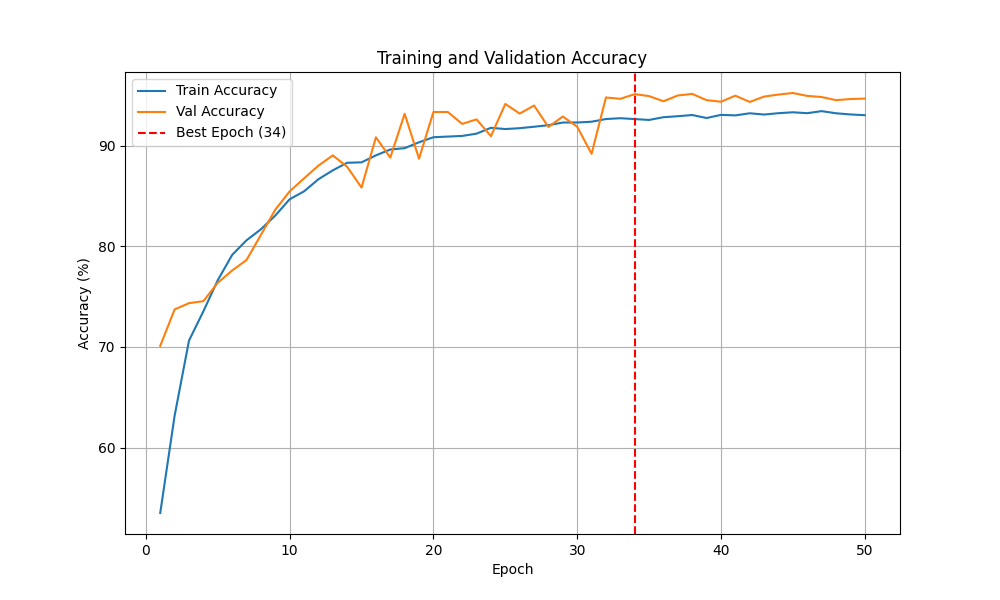 Training and Validation Accuracy
Train Accuracy
Val Accuracy
Best Epoch (34)
90
80
70
60
Accuracy (%)
0 10 20 30 40 50
Epoch